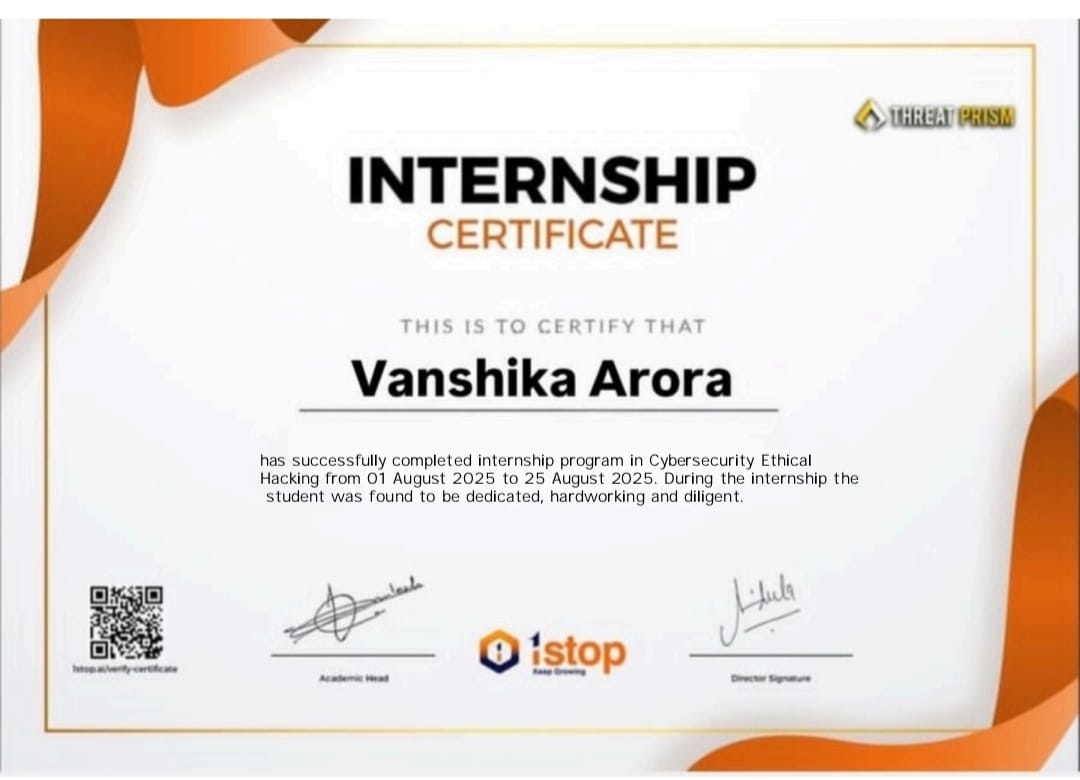 THREAT PRISM
INTERNSHIP
CERTIFICATE
THIS IS TO CERTIFY THAT
Vanshika Arora
has successfully completed internship program in Cybersecurity Ethical
Hacking from 01 August 2025 to 25 August 2025. During the internship the
student was found to be dedicated, hardworking and diligent.
1stop.ai/verify-certificate
Academic Head
1stop
Keep Growing
Director Signature